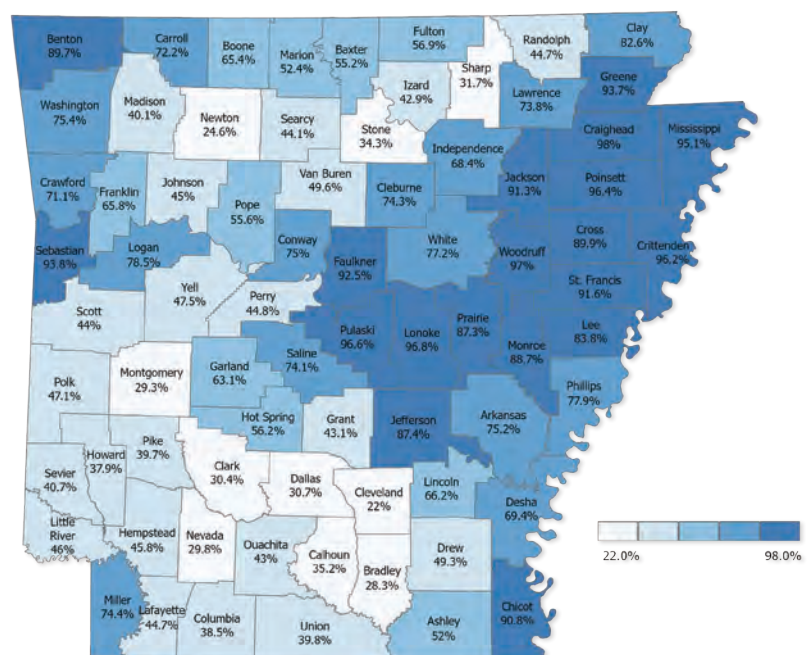 Benton
89.7%
Carroll
72.2%
Boone
65.4%
Marion
52.4%
Baxter
55.2%
Fulton
56.9%
Sharp
31.7%
Randolph
44.7%
Clay
82.6%
Washington
75.4%
Madison
40.1%
Newton
24.6%
Searcy
44.1%
Stone
34.3%
Izard
42.9%
Lawrence
73.8%
Greene
93.7%
Independence
68.4%
Craighead
98%
Mississippi
95.1%
Crawford
71.1%
Franklin
65.8%
Johnson
45%
Pope
55.6%
Van Buren
49.6%
Cleburne
74.3%
Jackson
91.3%
Poinsett
96.4%
Sebastian
93.8%
Logan
78.5%
Conway
75%
Faulkner
92.5%
White
77.2%
Woodruff
97%
Cross
89.9%
Crittenden
96.2%
Scott
44%
Yell
47.5%
Perry
44.8%
St. Francis
91.6%
Pulaski
96.6%
Lonoke
96.8%
Prairie
87.3%
Monroe
88.7%
Lee
83.8%
Polk
47.1%
Montgomery
29.3%
Garland
63.1%
Saline
74.1%
Phillips
77.9%
Hot Spring
56.2%
Grant
43.1%
Jefferson
87.4%
Arkansas
75.2%
Sevier
40.7%
Howard
37.9%
Pike
39.7%
Clark
30.4%
Dallas
30.7%
Cleveland
22%
Lincoln
66.2%
Desha
69.4%
Little
River
46%
Hempstead
45.8%
Nevada
29.8%
Ouachita
43%
Calhoun
35.2%
Bradley
28.3%
Drew
49.3%
22.0%
98.0%
Miller
74.4%
Lafayette
44.7%
Columbia
38.5%
Union
39.8%
Ashley
52%
Chicot
90.8%